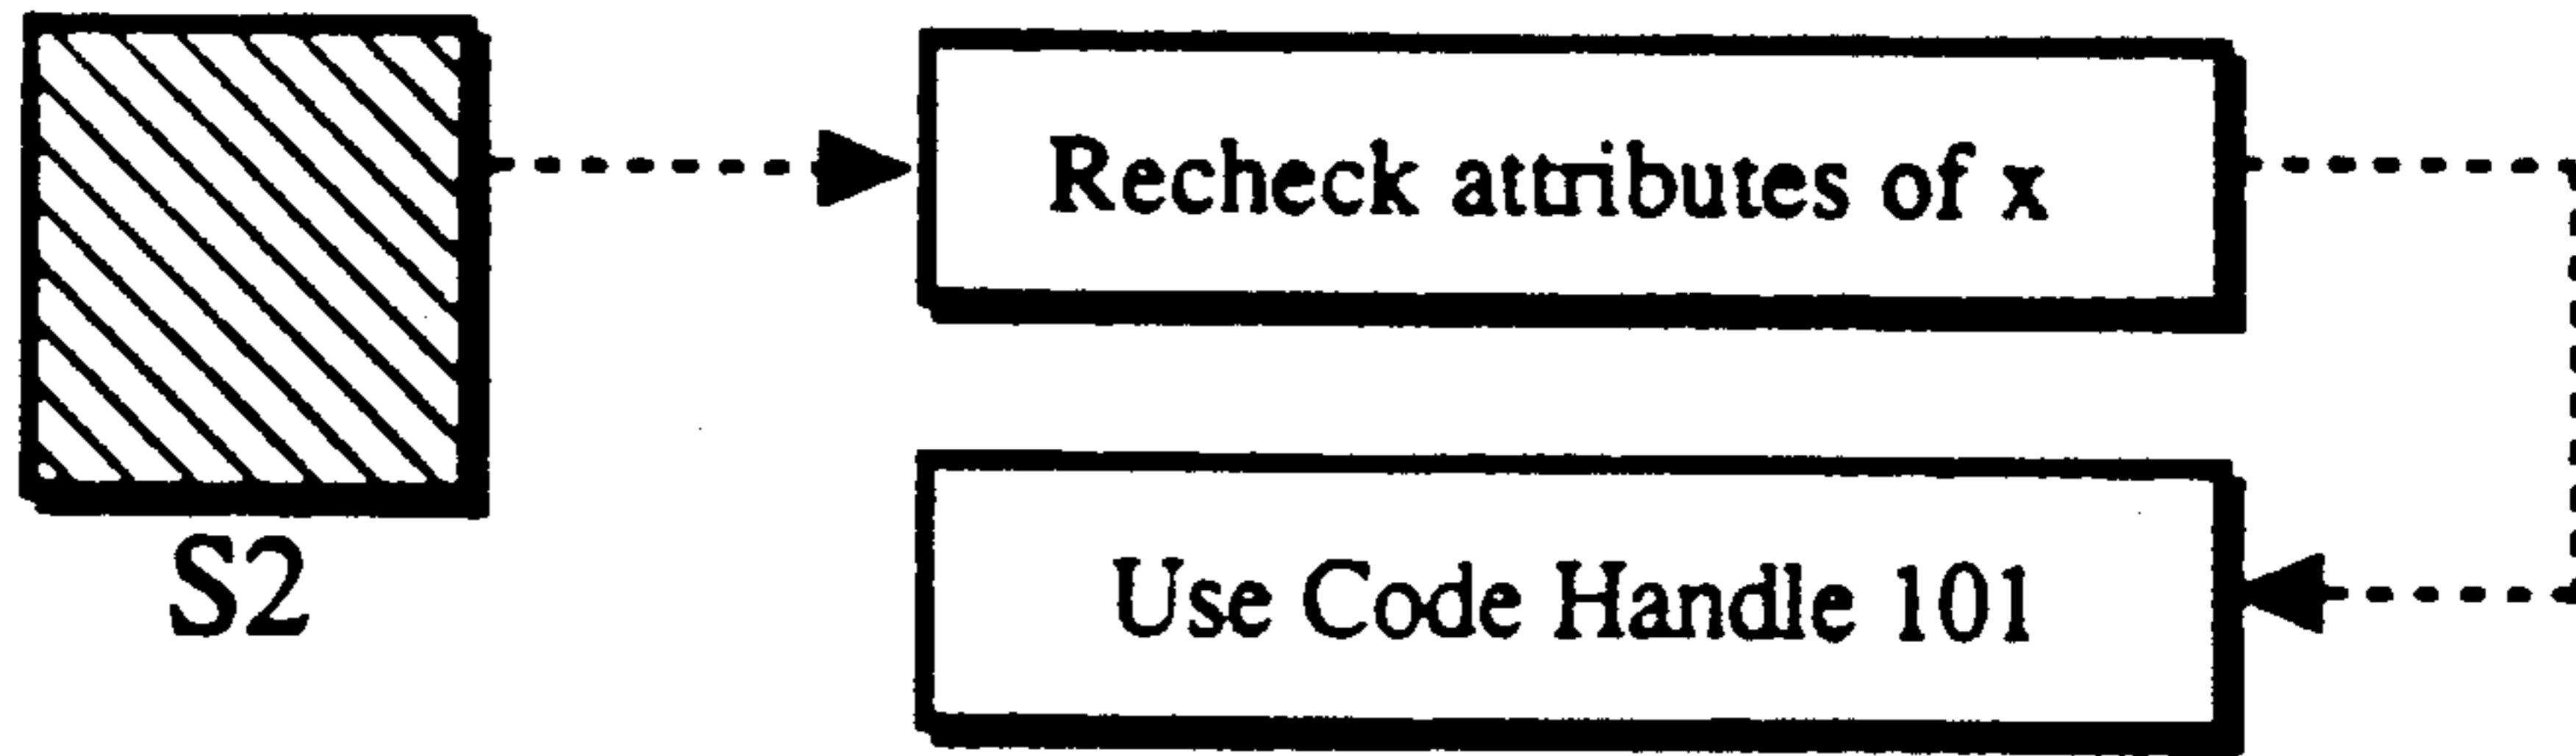 Recheck attributes of x
Use Code Handle 101
S2